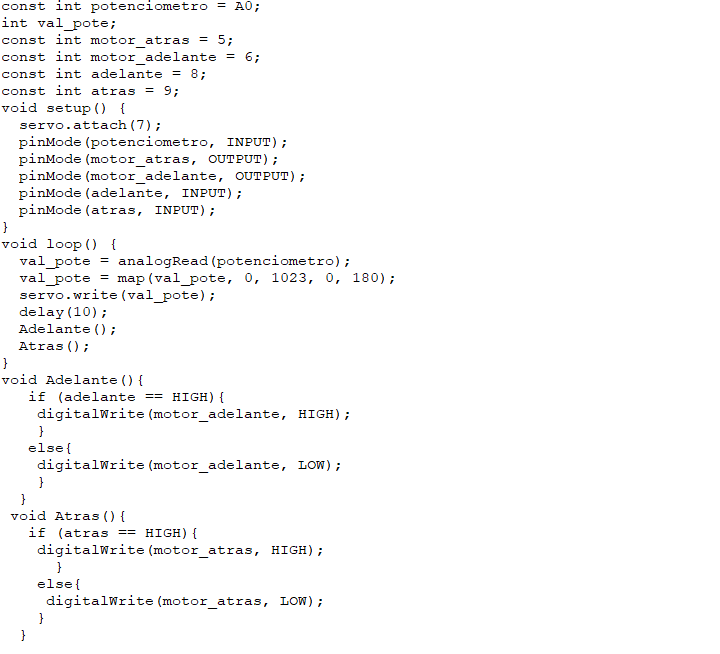 const int potenciometro = A0;
int val_pote;
const int motor_atras = 5;
const int motor_adelante = 6;
const int adelante = 8;
const int atras = 9;
void setup() {
  servo.attach(7);
  pinMode(potenciometro, INPUT);
  pinMode(motor_atras, OUTPUT);
  pinMode(motor_adelante, OUTPUT);
  pinMode(adelante, INPUT);
  pinMode(atras, INPUT);
}
void loop() {
  val_pote = analogRead(potenciometro);
  val_pote = map(val_pote, 0, 1023, 0, 180);
  servo.write(val_pote);
  delay(10);
  Adelante();
  Atras();
}
void Adelante(){
   if (adelante == HIGH){
    digitalWrite(motor_adelante, HIGH);
    }
   else{
    digitalWrite(motor_adelante, LOW);
    }
  }
 void Atras(){
   if (atras == HIGH){
    digitalWrite(motor_atras, HIGH);
      }
    else{
     digitalWrite(motor_atras, LOW);
    }
  }